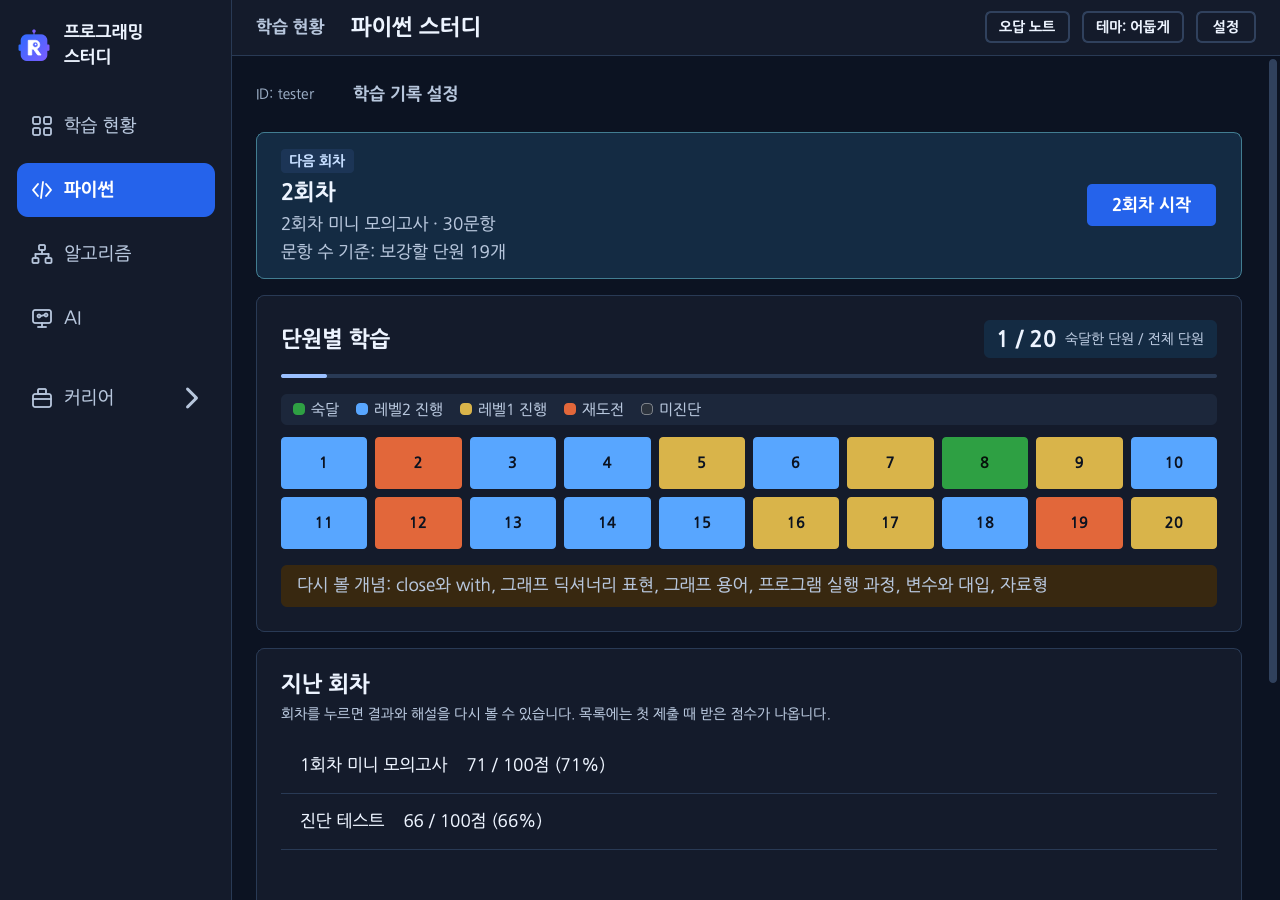 프로그래밍
스터디
학습 현황
파이썬
알고리즘
AI
커리어
학습 현황 파이썬 스터디
오답 노트 테마: 어둡게 설정
ID: tester 학습 기록 설정
다음 회차
2회차
2회차 미니 모의고사 · 30문항
문항 수 기준: 보강할 단원 19개
2회차 시작
단원별 학습
1 / 20 숙달한 단원 / 전체 단원
숙달 레벨2 진행 레벨1 진행 재도전 미진단
1 2 3 4 5 6 7 8 9 10
11 12 13 14 15 16 17 18 19 20
다시 볼 개념: close와 with, 그래프 딕셔너리 표현, 그래프 용어, 프로그램 실행 과정, 변수와 대입, 자료형
지난 회차
회차를 누르면 결과와 해설을 다시 볼 수 있습니다. 목록에는 첫 제출 때 받은 점수가 나옵니다.
1회차 미니 모의고사 71 / 100점 (71%)
진단 테스트 66 / 100점 (66%)